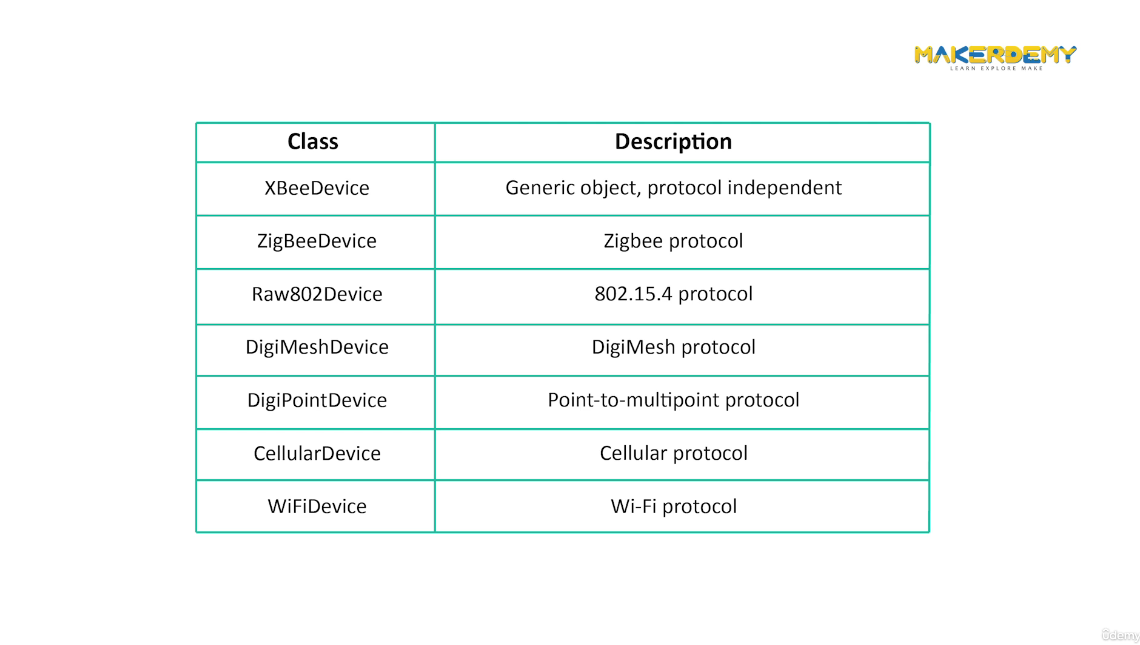 MAKERDEMY
LEARN EXPLORE MAKE
Class Description
XBeeDevice Generic object, protocol independent
ZigBeeDevice Zigbee protocol
Raw802Device 802.15.4 protocol
DigiMeshDevice DigiMesh protocol
DigiPointDevice Point-to-multipoint protocol
CellularDevice Cellular protocol
WiFiDevice Wi-Fi protocol
ûdemy